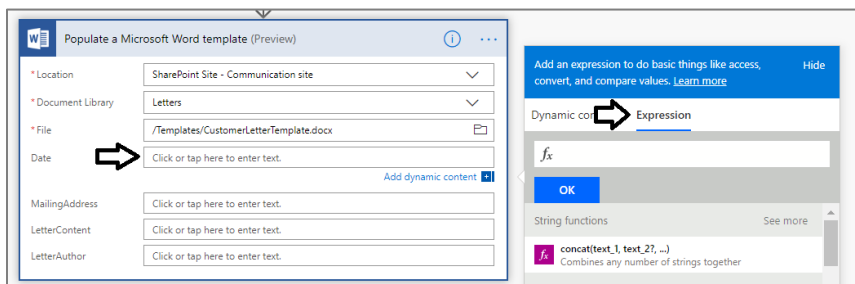 Populate a Microsoft Word template (Preview)
* Location
SharePoint Site - Communication site
* Document Library
Letters
* File
/Templates/CustomerLetterTemplate.docx
Date
Click or tap here to enter text.
Add dynamic content
MailingAddress
Click or tap here to enter text.
LetterContent
Click or tap here to enter text.
LetterAuthor
Click or tap here to enter text.
Add an expression to do basic things like access, convert, and compare values. Learn more
Hide
Dynamic con
Expression
fx
OK
String functions
See more
fx
concat(text_1, text_2?, ...)
Combines any number of strings together